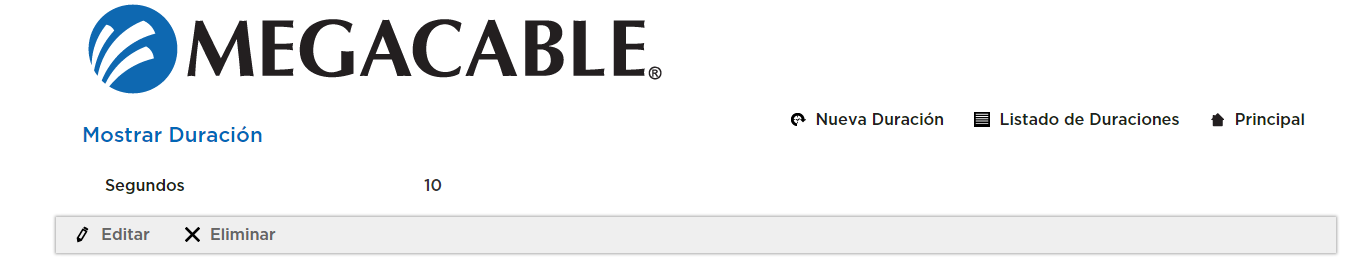 MEGACABLE®
Nueva Duración Listado de Duraciones Principal
Mostrar Duración
Segundos 10
Editar Eliminar